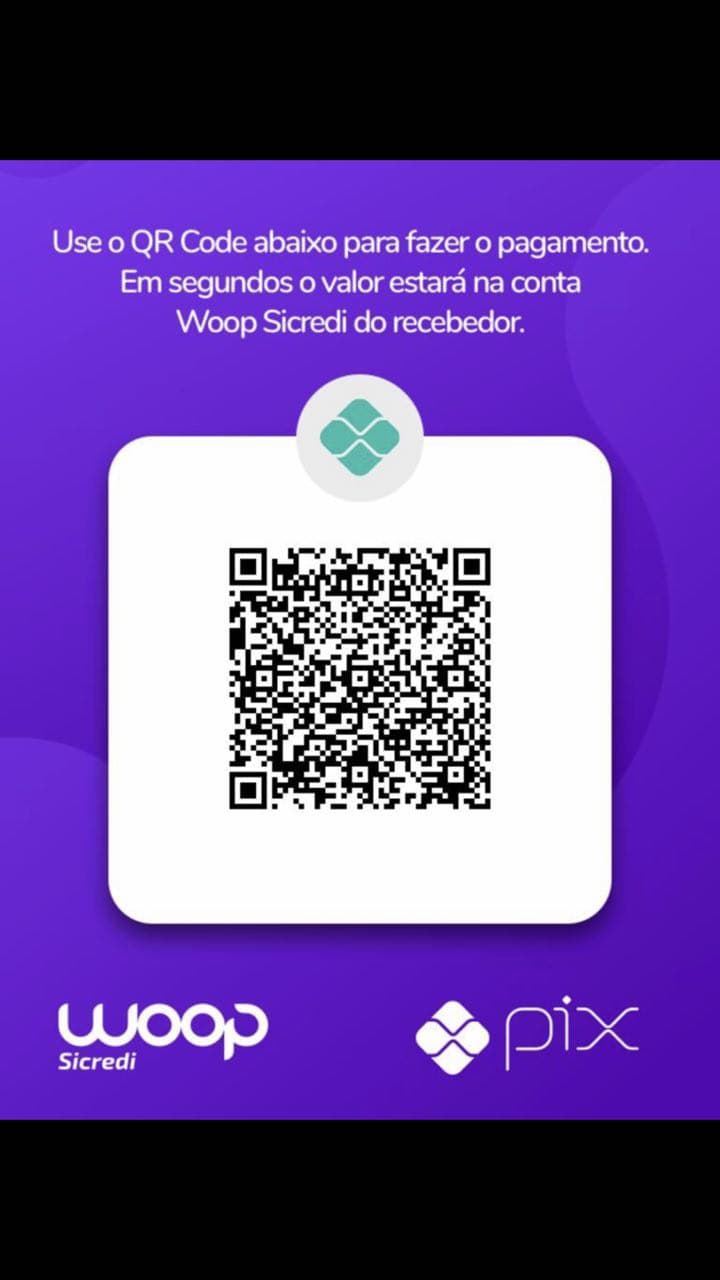 Use o QR Code abaixo para fazer o pagamento.
Em segundos o valor estará na conta
Woop Sicredi do recebedor.
woop
Sicredi
pix